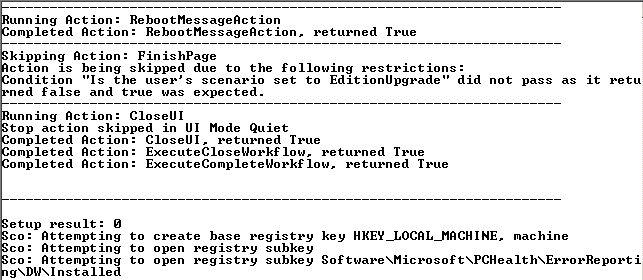 ------------------------------------------------------------
Running Action: RebootMessageAction
Completed Action: RebootMessageAction, returned True
------------------------------------------------------------
Skipping Action: FinishPage
Action is being skipped due to the following restrictions:
Condition "Is the user's scenario set to EditionUpgrade" did not pass as it retu
rned false and true was expected.
------------------------------------------------------------
Running Action: CloseUI
Stop action skipped in UI Mode Quiet
Completed Action: CloseUI, returned True
Completed Action: ExecuteCloseWorkflow, returned True
Completed Action: ExecuteCompleteWorkflow, returned True
------------------------------------------------------------
Setup result: 0
Sco: Attempting to create base registry key HKEY_LOCAL_MACHINE, machine
Sco: Attempting to open registry subkey
Sco: Attempting to open registry subkey Software\Microsoft\PCHealth\ErrorReporti
ng\DW\Installed